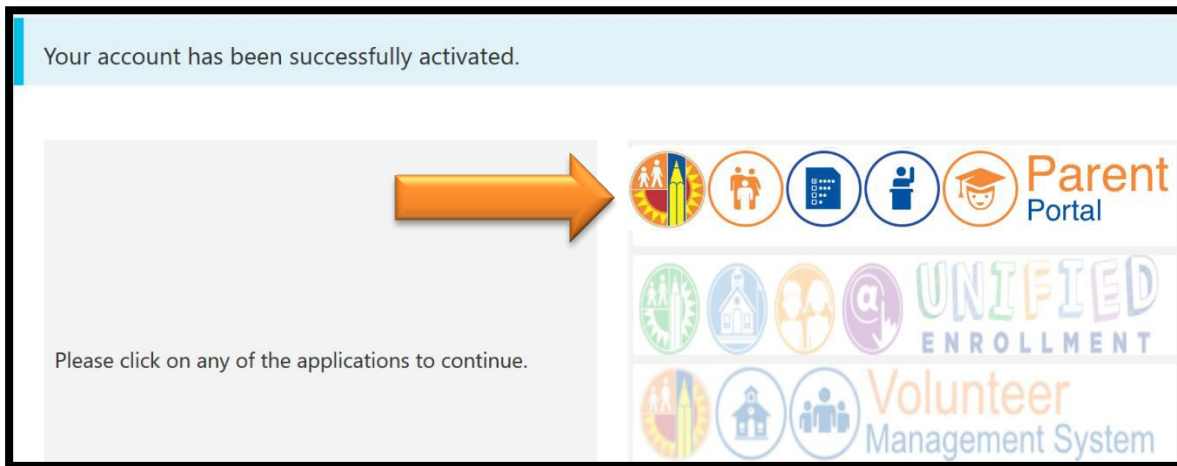 Your account has been successfully activated.
Parent
Portal
UNIFIED
ENROLLMENT
Please click on any of the applications to continue.
Volunteer
Management System